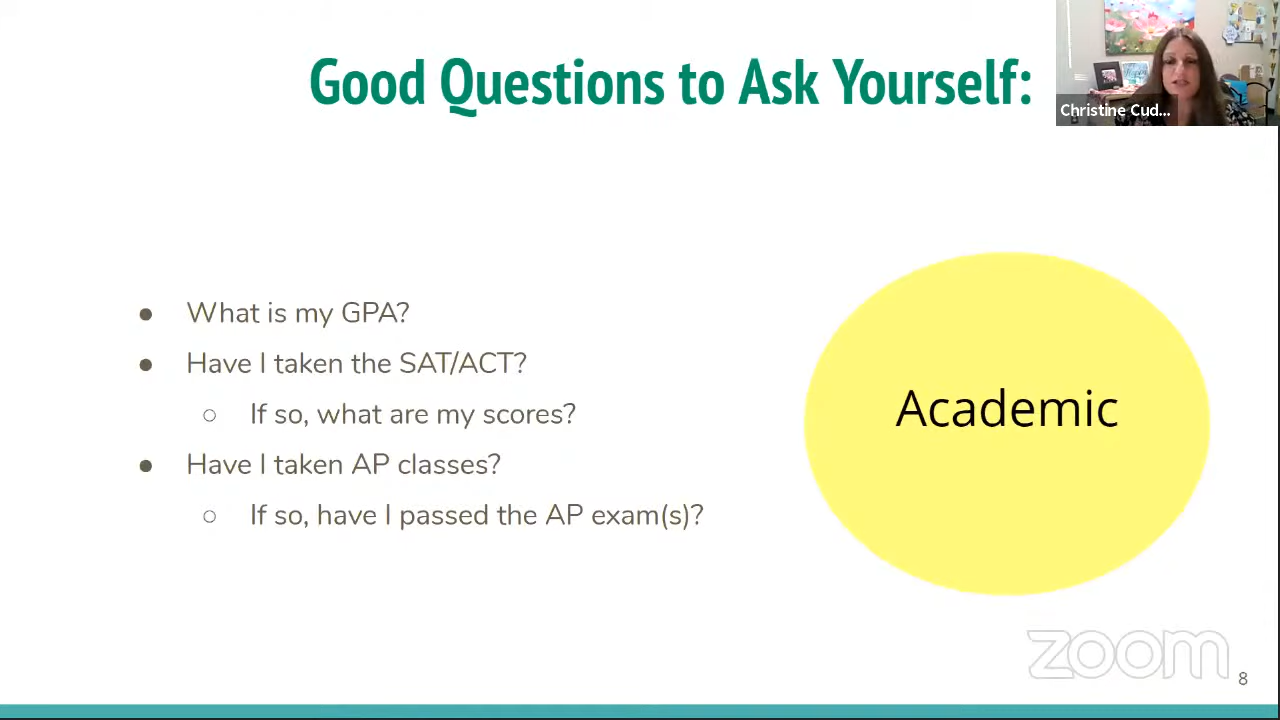 Good Questions to Ask Yourself:
Christine Cud...
● What is my GPA?
● Have I taken the SAT/ACT?
○ If so, what are my scores?
● Have I taken AP classes?
○ If so, have I passed the AP exam(s)?
Academic
zoom
8